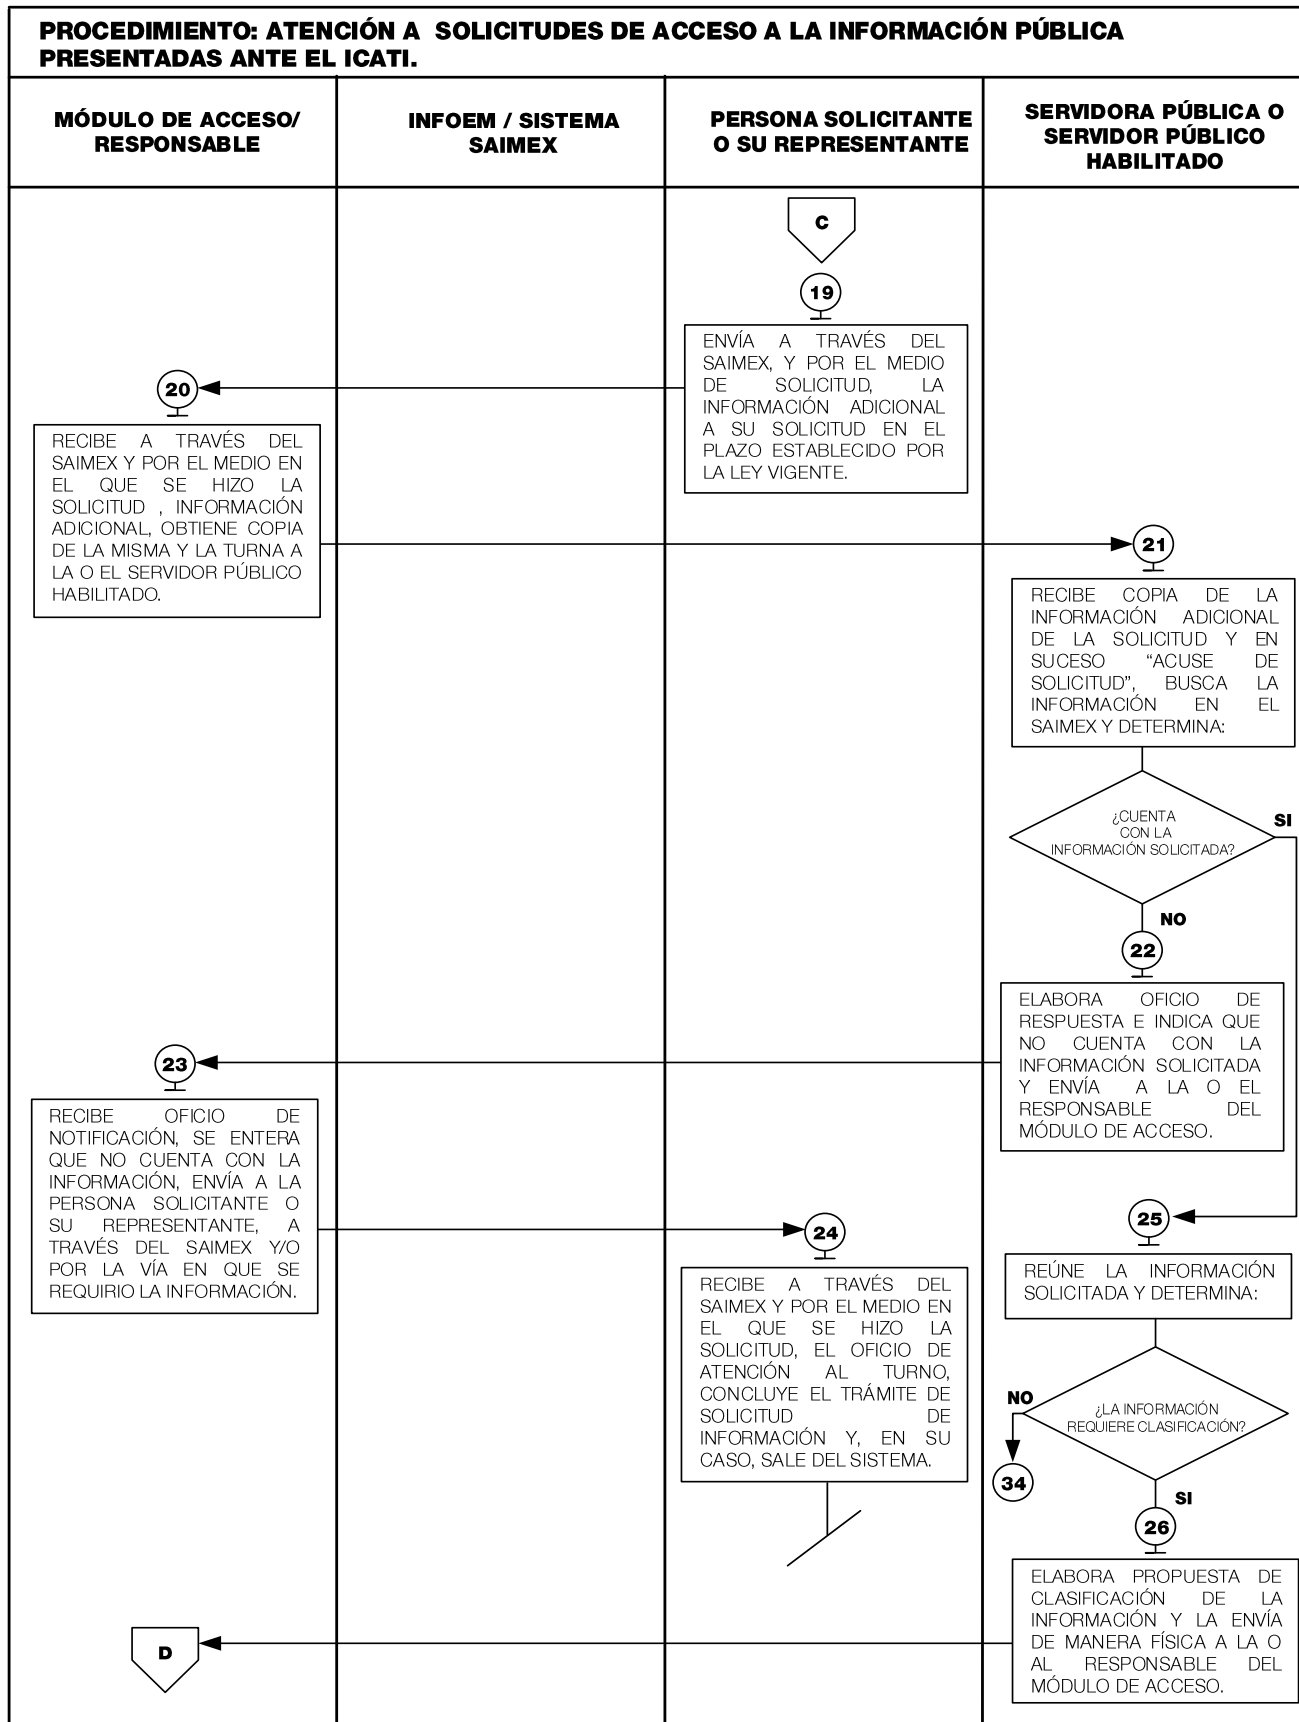 PROCEDIMIENTO: ATENCIÓN A SOLICITUDES DE ACCESO A LA INFORMACIÓN PÚBLICA
PRESENTADAS ANTE EL ICATI.
MÓDULO DE ACCESO/
RESPONSABLE
INFOEM / SISTEMA
SAIMEX
PERSONA SOLICITANTE
O SU REPRESENTANTE
SERVIDORA PÚBLICA O
SERVIDOR PÚBLICO
HABILITADO
C
19
ENVÍA A TRAVÉS DEL
SAIMEX, Y POR EL MEDIO
DE SOLICITUD, LA
INFORMACIÓN ADICIONAL
A SU SOLICITUD EN EL
PLAZO ESTABLECIDO POR
LA LEY VIGENTE.
20
RECIBE A TRAVÉS DEL
SAIMEX Y POR EL MEDIO EN
EL QUE SE HIZO LA
SOLICITUD , INFORMACIÓN
ADICIONAL, OBTIENE COPIA
DE LA MISMA Y LA TURNA A
LA O EL SERVIDOR PÚBLICO
HABILITADO.
21
RECIBE COPIA DE LA
INFORMACIÓN ADICIONAL
DE LA SOLICITUD Y EN
SUCESO “ACUSE DE
SOLICITUD”, BUSCA LA
INFORMACIÓN EN EL
SAIMEX Y DETERMINA:
¿CUENTA
CON LA
INFORMACIÓN SOLICITADA?
SI
NO
22
ELABORA OFICIO DE
RESPUESTA E INDICA QUE
NO CUENTA CON LA
INFORMACIÓN SOLICITADA
Y ENVÍA A LA O EL
RESPONSABLE DEL
MÓDULO DE ACCESO.
23
RECIBE OFICIO DE
NOTIFICACIÓN, SE ENTERA
QUE NO CUENTA CON LA
INFORMACIÓN, ENVÍA A LA
PERSONA SOLICITANTE O
SU REPRESENTANTE, A
TRAVÉS DEL SAIMEX Y/O
POR LA VÍA EN QUE SE
REQUIRIO LA INFORMACIÓN.
24
RECIBE A TRAVÉS DEL
SAIMEX Y POR EL MEDIO EN
EL QUE SE HIZO LA
SOLICITUD, EL OFICIO DE
ATENCIÓN AL TURNO,
CONCLUYE EL TRÁMITE DE
SOLICITUD DE
INFORMACIÓN Y, EN SU
CASO, SALE DEL SISTEMA.
25
REÚNE LA INFORMACIÓN
SOLICITADA Y DETERMINA:
¿LA INFORMACIÓN
REQUIERE CLASIFICACIÓN?
NO
34
SI
26
ELABORA PROPUESTA DE
CLASIFICACIÓN DE LA
INFORMACIÓN Y LA ENVÍA
DE MANERA FÍSICA A LA O
AL RESPONSABLE DEL
MÓDULO DE ACCESO.
D